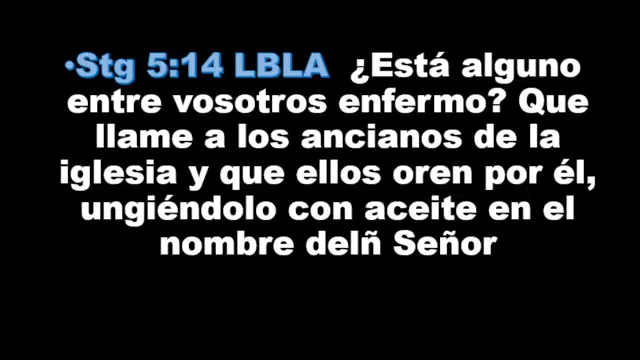 •Stg 5:14 LBLA ¿Está alguno
entre vosotros enfermo? Que
llame a los ancianos de la
iglesia y que ellos oren por él,
ungiéndolo con aceite en el
nombre delñ Señor